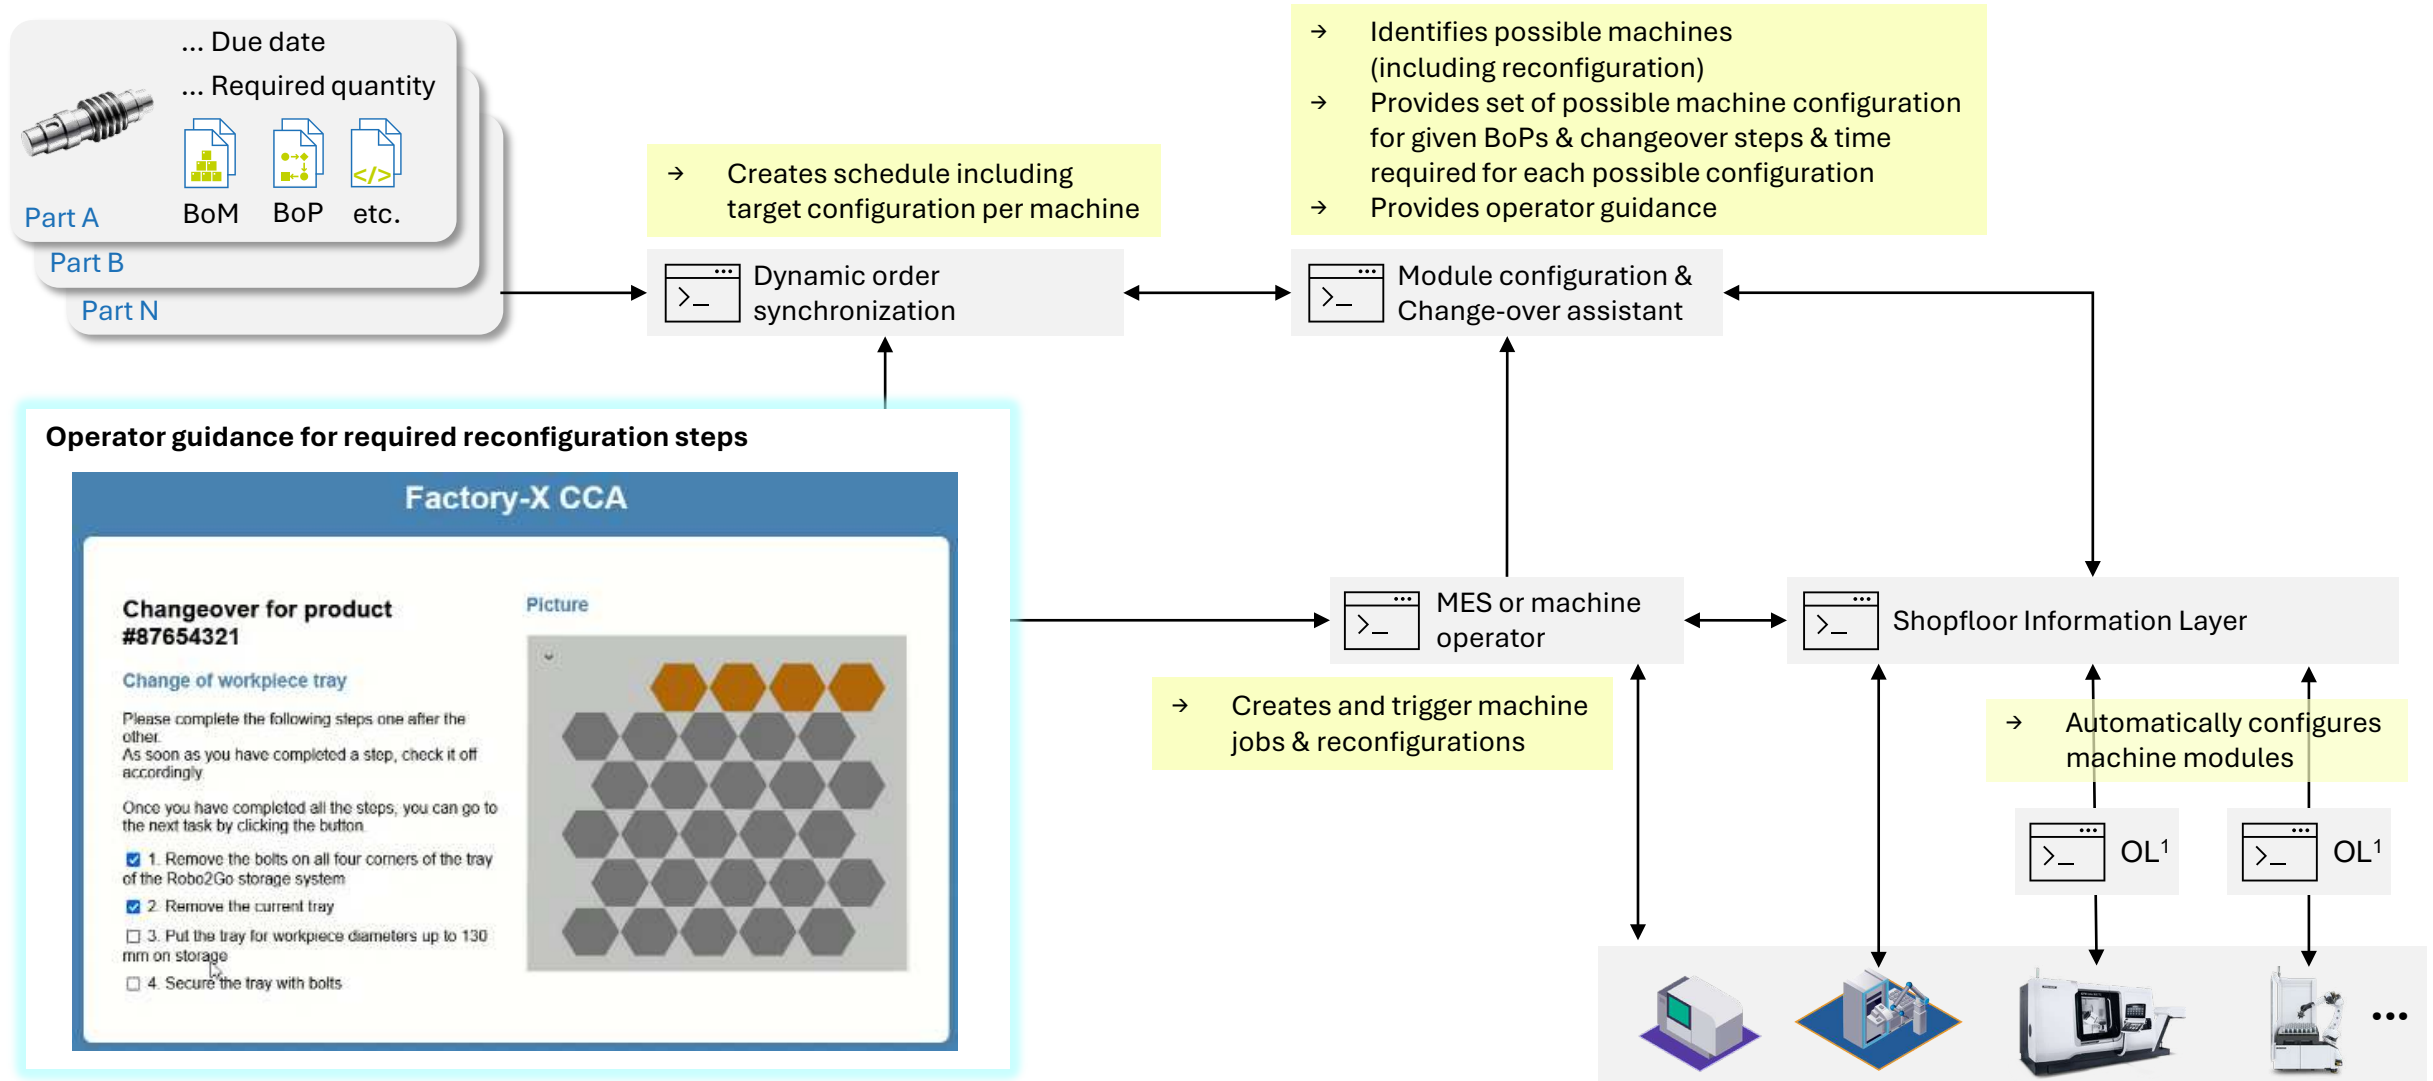 ... Due date
... Required quantity
BoM
BoP
etc.
</>
Part A
Part B
Part N
→ Creates schedule including
target configuration per machine
→ Identifies possible machines
(including reconfiguration)
→ Provides set of possible machine configuration
for given BoPs & changeover steps & time
required for each possible configuration
→ Provides operator guidance
Dynamic order
synchronization
Module configuration &
Change-over assistant
Operator guidance for required reconfiguration steps
Factory-X CCA
Changeover for product
#87654321
Change of workpiece tray
Please complete the following steps one after the
other.
As soon as you have completed a step, check it off
accordingly
Once you have completed all the steps, you can go to
the next task by clicking the button
1. Remove the bolts on all four corners of the tray
of the Robo2Go storage system
2. Remove the current tray
3. Put the tray for workpiece diameters up to 130
mm on storage
4. Secure the tray with bolts
Picture
MES or machine
operator
Shopfloor Information Layer
→ Creates and trigger machine
jobs & reconfigurations
→ Automatically configures
machine modules
OL¹
OL¹
...